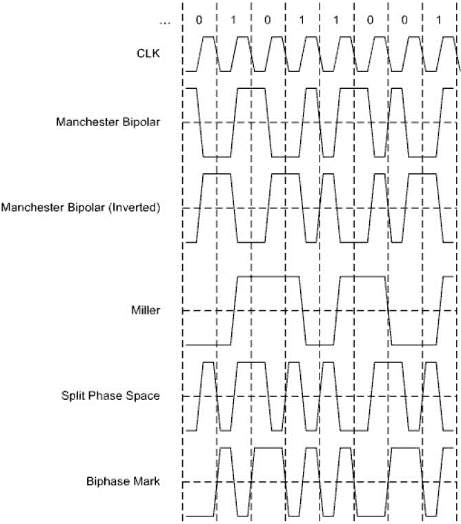 ... 0 1 0 1 1 0 0 1
CLK
Manchester Bipolar
Manchester Bipolar (Inverted)
Miller
Split Phase Space
Biphase Mark